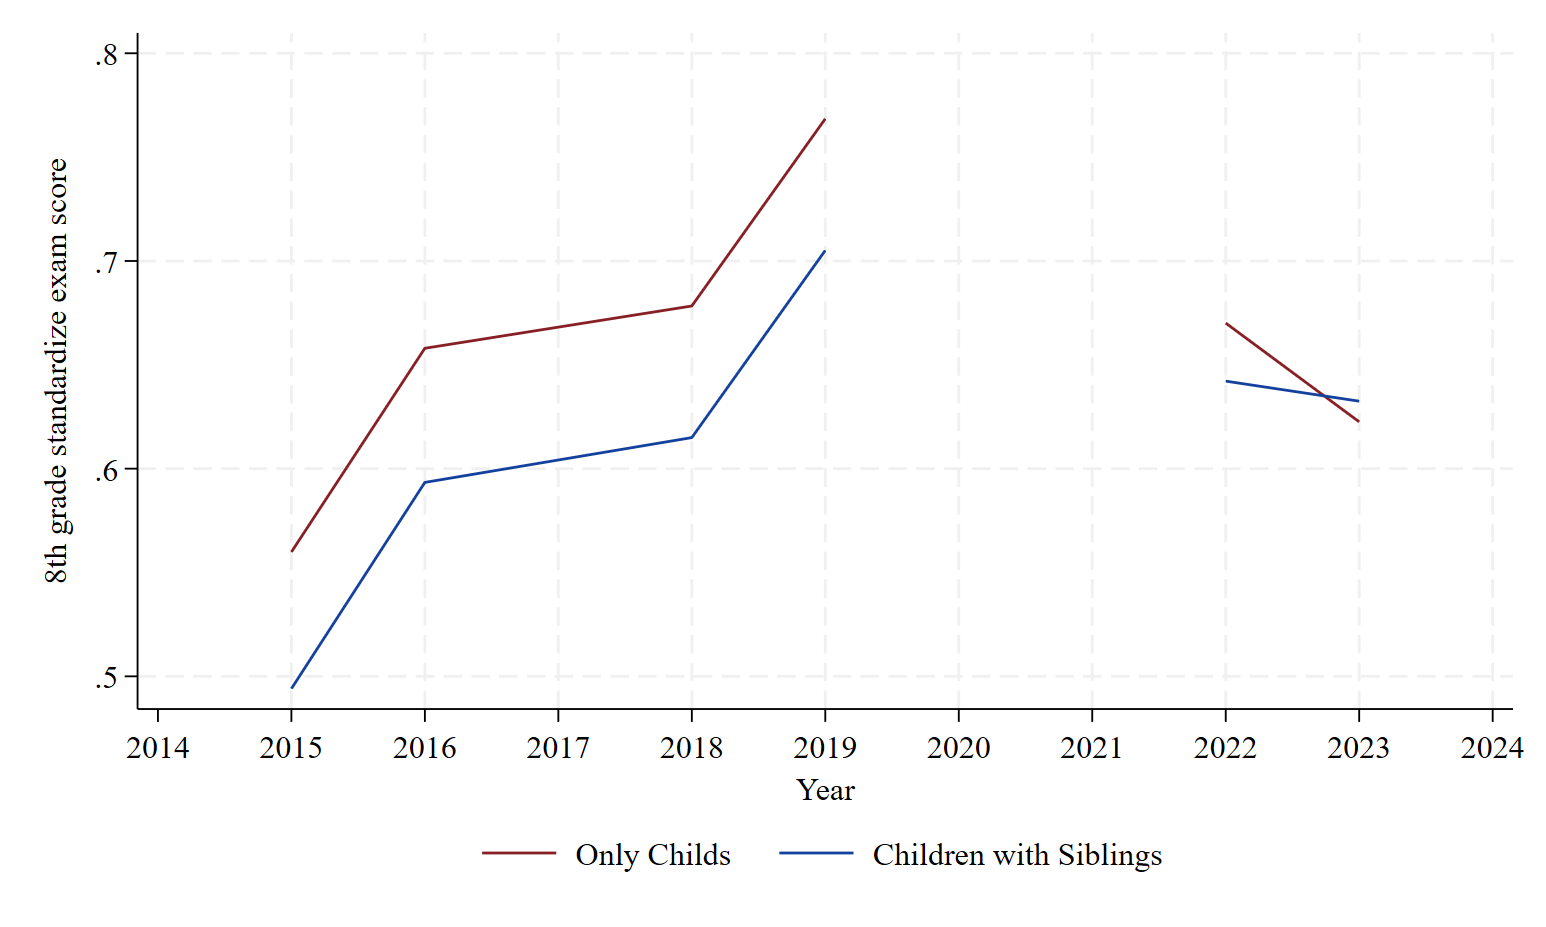 8th grade standardize exam score
.8
.7
.6
.5
2014 2015 2016 2017 2018 2019 2020 2021 2022 2023 2024
Year
Only Childs Children with Siblings